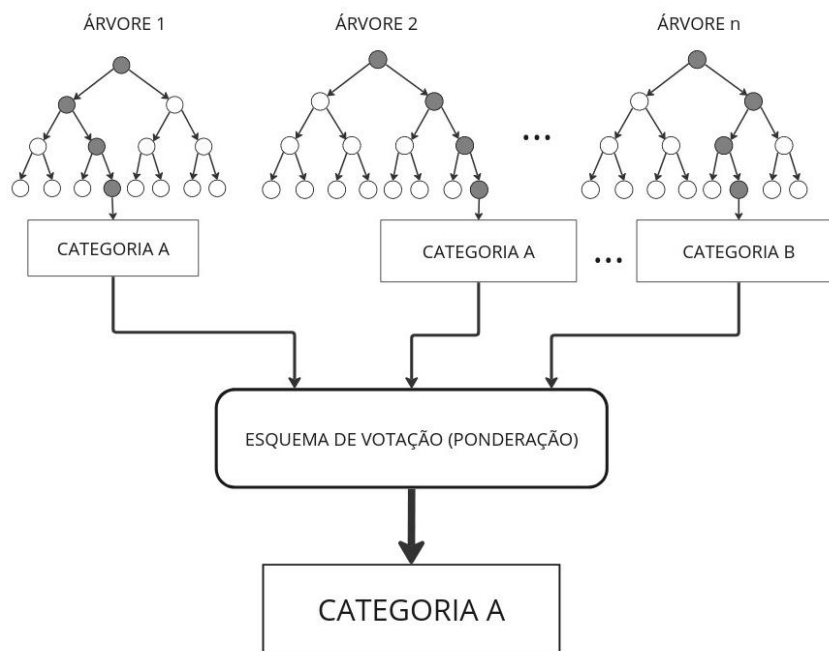 ÁRVORE 1
ÁRVORE 2
ÁRVORE n
...
CATEGORIA A
CATEGORIA A
...
CATEGORIA B
ESQUEMA DE VOTAÇÃO (PONDERAÇÃO)
CATEGORIA A